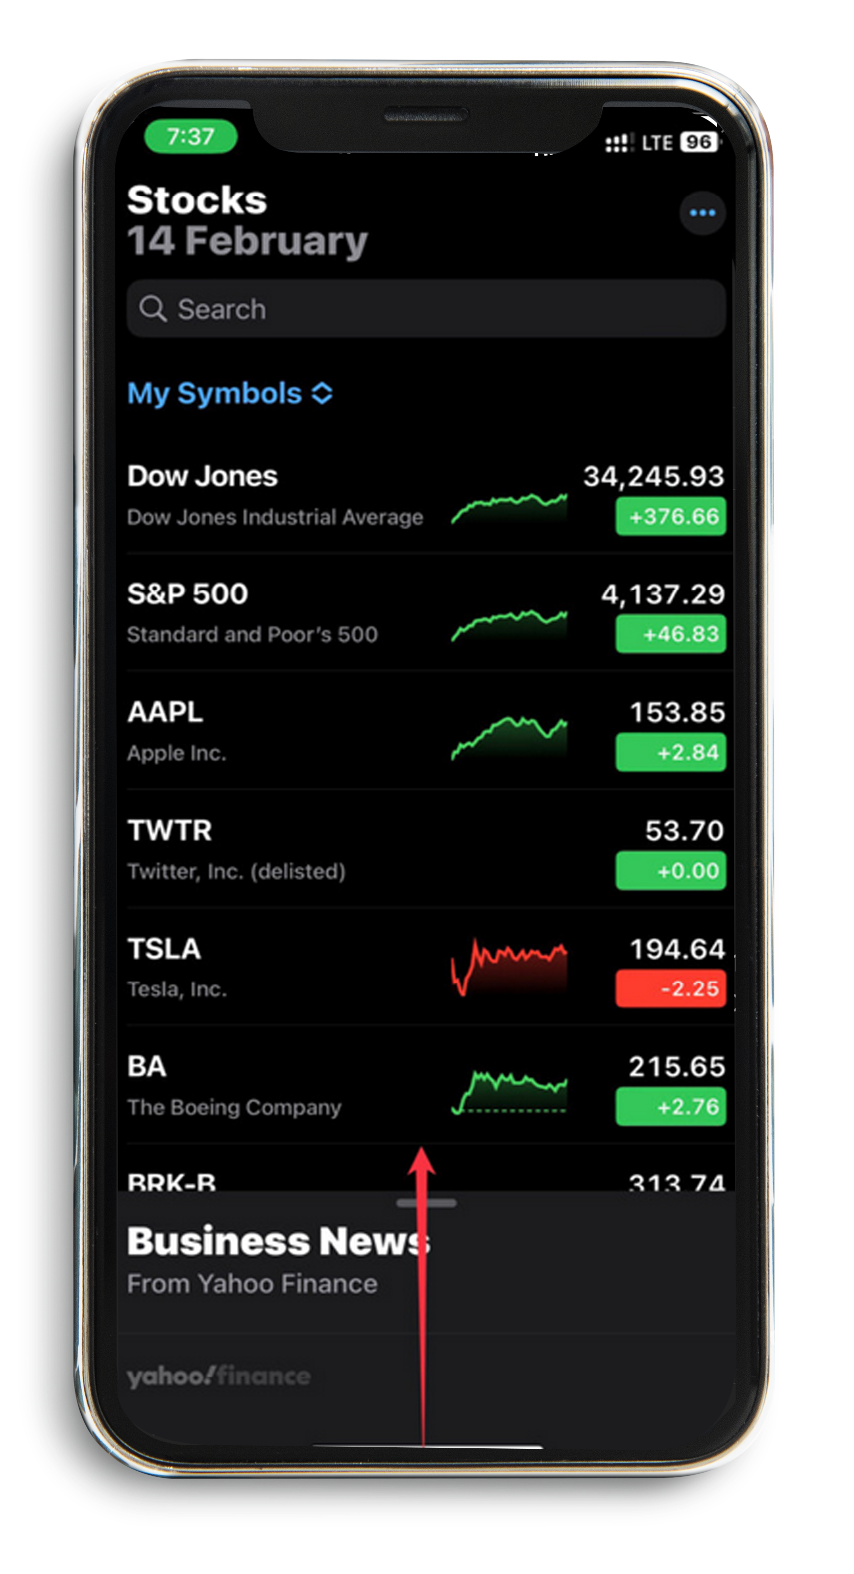 7:37
LTE 96
Stocks
14 February
Search
My Symbols
Dow Jones 34,245.93
Dow Jones Industrial Average +376.66
S&P 500 4,137.29
Standard and Poor's 500 +46.83
AAPL 153.85
Apple Inc. +2.84
TWTR 53.70
Twitter, Inc. (delisted) +0.00
TSLA 194.64
Tesla, Inc. -2.25
BA 215.65
The Boeing Company +2.76
BRK-B 313.74
Business News
From Yahoo Finance
yahoo!finance